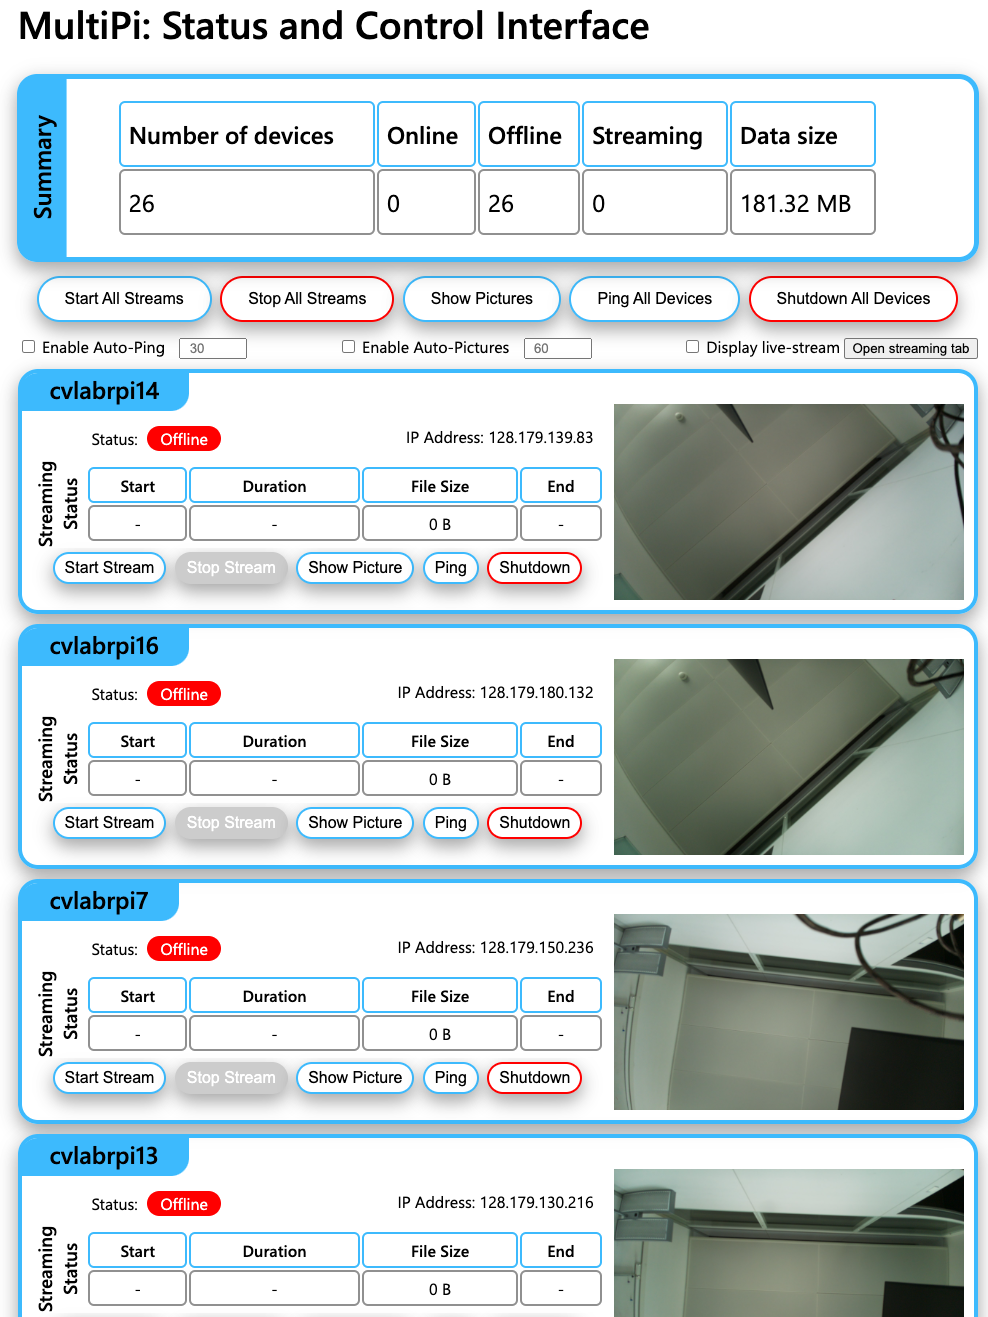 MultiPi: Status and Control Interface
Summary
Number of devices Online Offline Streaming Data size
26 0 26 0 181.32 MB
Start All Streams Stop All Streams Show Pictures Ping All Devices Shutdown All Devices
Enable Auto-Ping 30 Enable Auto-Pictures 60 Display live-stream Open streaming tab
cvlabrpi14
Status: Offline IP Address: 128.179.139.83
Streaming
Status
Start Duration File Size End
- - 0 B -
Start Stream Stop Stream Show Picture Ping Shutdown
cvlabrpi16
Status: Offline IP Address: 128.179.180.132
Streaming
Status
Start Duration File Size End
- - 0 B -
Start Stream Stop Stream Show Picture Ping Shutdown
cvlabrpi7
Status: Offline IP Address: 128.179.150.236
Streaming
Status
Start Duration File Size End
- - 0 B -
Start Stream Stop Stream Show Picture Ping Shutdown
cvlabrpi13
Status: Offline IP Address: 128.179.130.216
Streaming
Status
Start Duration File Size End
- - 0 B -